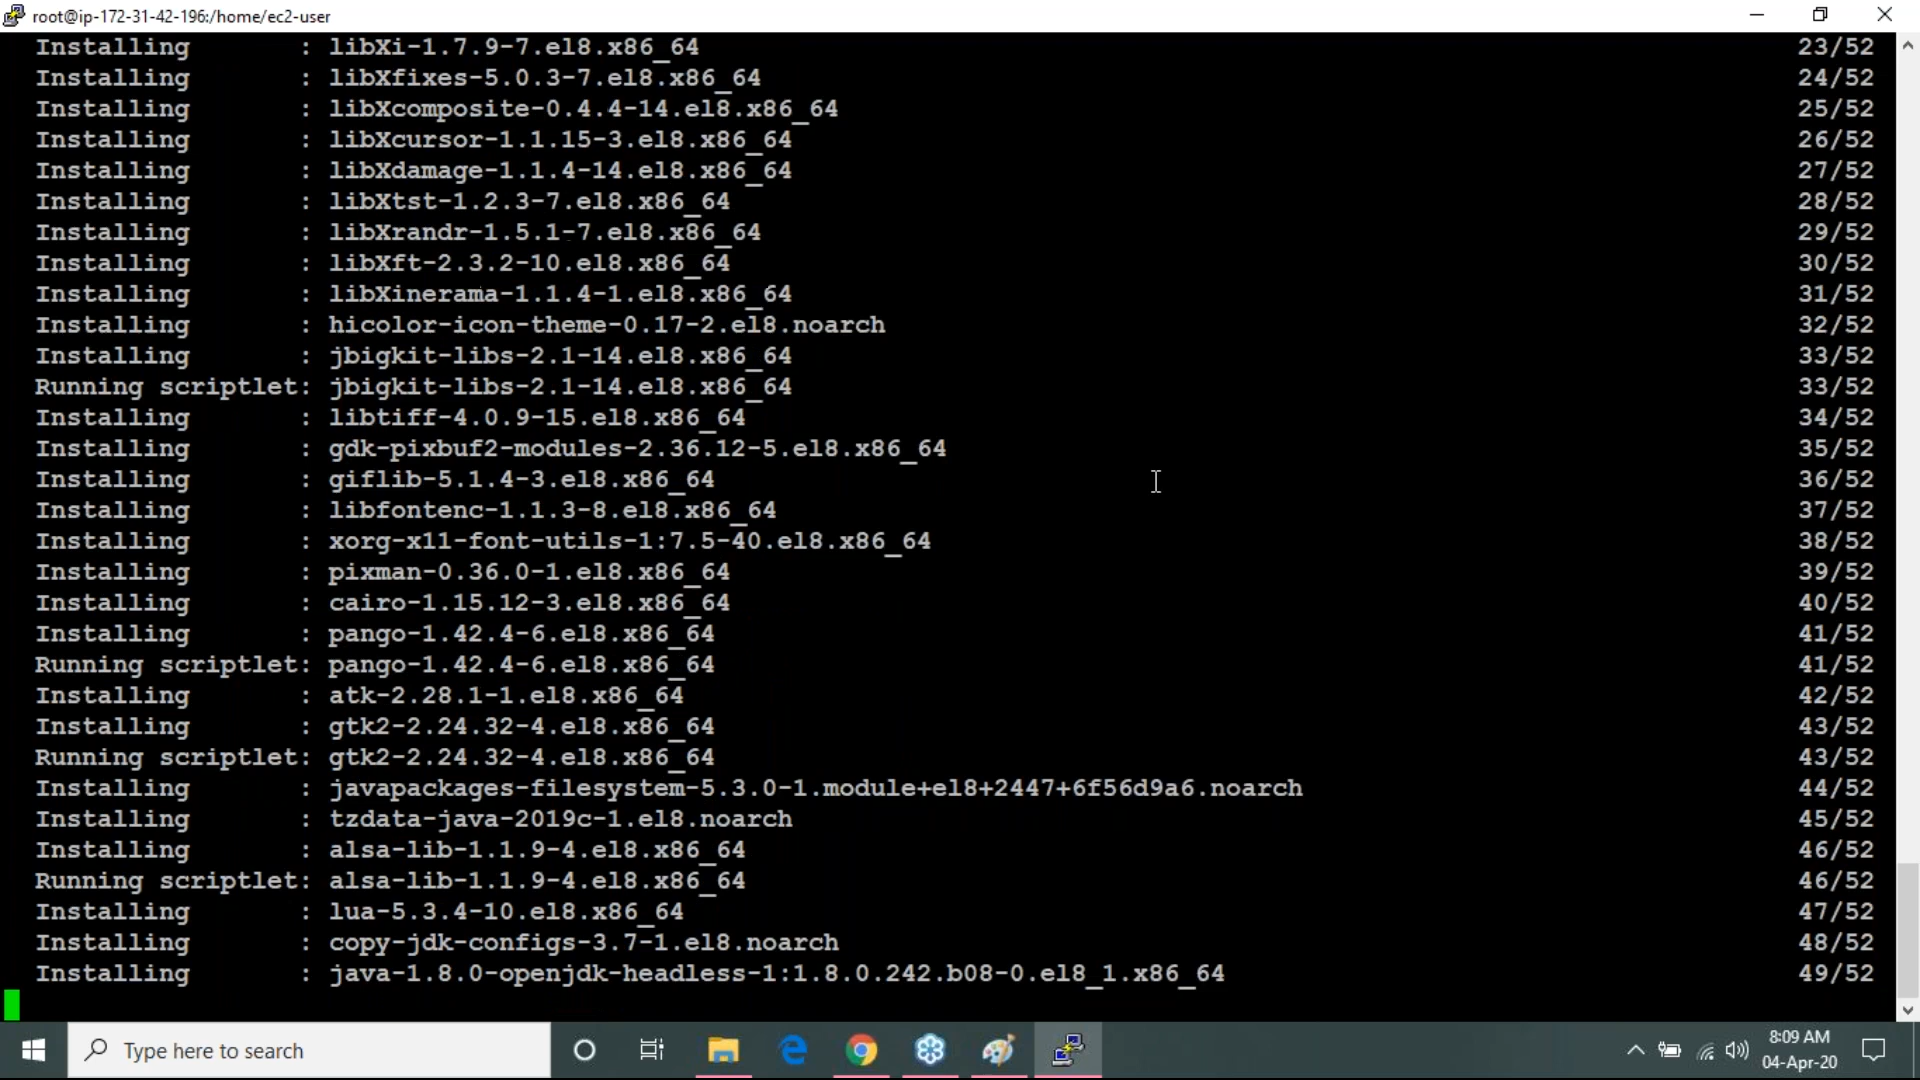 root@ip-172-31-42-196:/home/ec2-user
Installing : libXi-1.7.9-7.el8.x86_64 23/52
Installing : libXfixes-5.0.3-7.el8.x86_64 24/52
Installing : libXcomposite-0.4.4-14.el8.x86_64 25/52
Installing : libXcursor-1.1.15-3.el8.x86_64 26/52
Installing : libXdamage-1.1.4-14.el8.x86_64 27/52
Installing : libXtst-1.2.3-7.el8.x86_64 28/52
Installing : libXrandr-1.5.1-7.el8.x86_64 29/52
Installing : libXft-2.3.2-10.el8.x86_64 30/52
Installing : libXinerama-1.1.4-1.el8.x86_64 31/52
Installing : hicolor-icon-theme-0.17-2.el8.noarch 32/52
Installing : jbigkit-libs-2.1-14.el8.x86_64 33/52
Running scriptlet: jbigkit-libs-2.1-14.el8.x86_64 33/52
Installing : libtiff-4.0.9-15.el8.x86_64 34/52
Installing : gdk-pixbuf2-modules-2.36.12-5.el8.x86_64 35/52
Installing : giflib-5.1.4-3.el8.x86_64 36/52
Installing : libfontenc-1.1.3-8.el8.x86_64 37/52
Installing : xorg-x11-font-utils-1:7.5-40.el8.x86_64 38/52
Installing : pixman-0.36.0-1.el8.x86_64 39/52
Installing : cairo-1.15.12-3.el8.x86_64 40/52
Installing : pango-1.42.4-6.el8.x86_64 41/52
Running scriptlet: pango-1.42.4-6.el8.x86_64 41/52
Installing : atk-2.28.1-1.el8.x86_64 42/52
Installing : gtk2-2.24.32-4.el8.x86_64 43/52
Running scriptlet: gtk2-2.24.32-4.el8.x86_64 43/52
Installing : javapackages-filesystem-5.3.0-1.module+el8+2447+6f56d9a6.noarch 44/52
Installing : tzdata-java-2019c-1.el8.noarch 45/52
Installing : alsa-lib-1.1.9-4.el8.x86_64 46/52
Running scriptlet: alsa-lib-1.1.9-4.el8.x86_64 46/52
Installing : lua-5.3.4-10.el8.x86_64 47/52
Installing : copy-jdk-configs-3.7-1.el8.noarch 48/52
Installing : java-1.8.0-openjdk-headless-1:1.8.0.242.b08-0.el8_1.x86_64 49/52
Type here to search
8:09 AM
04-Apr-20